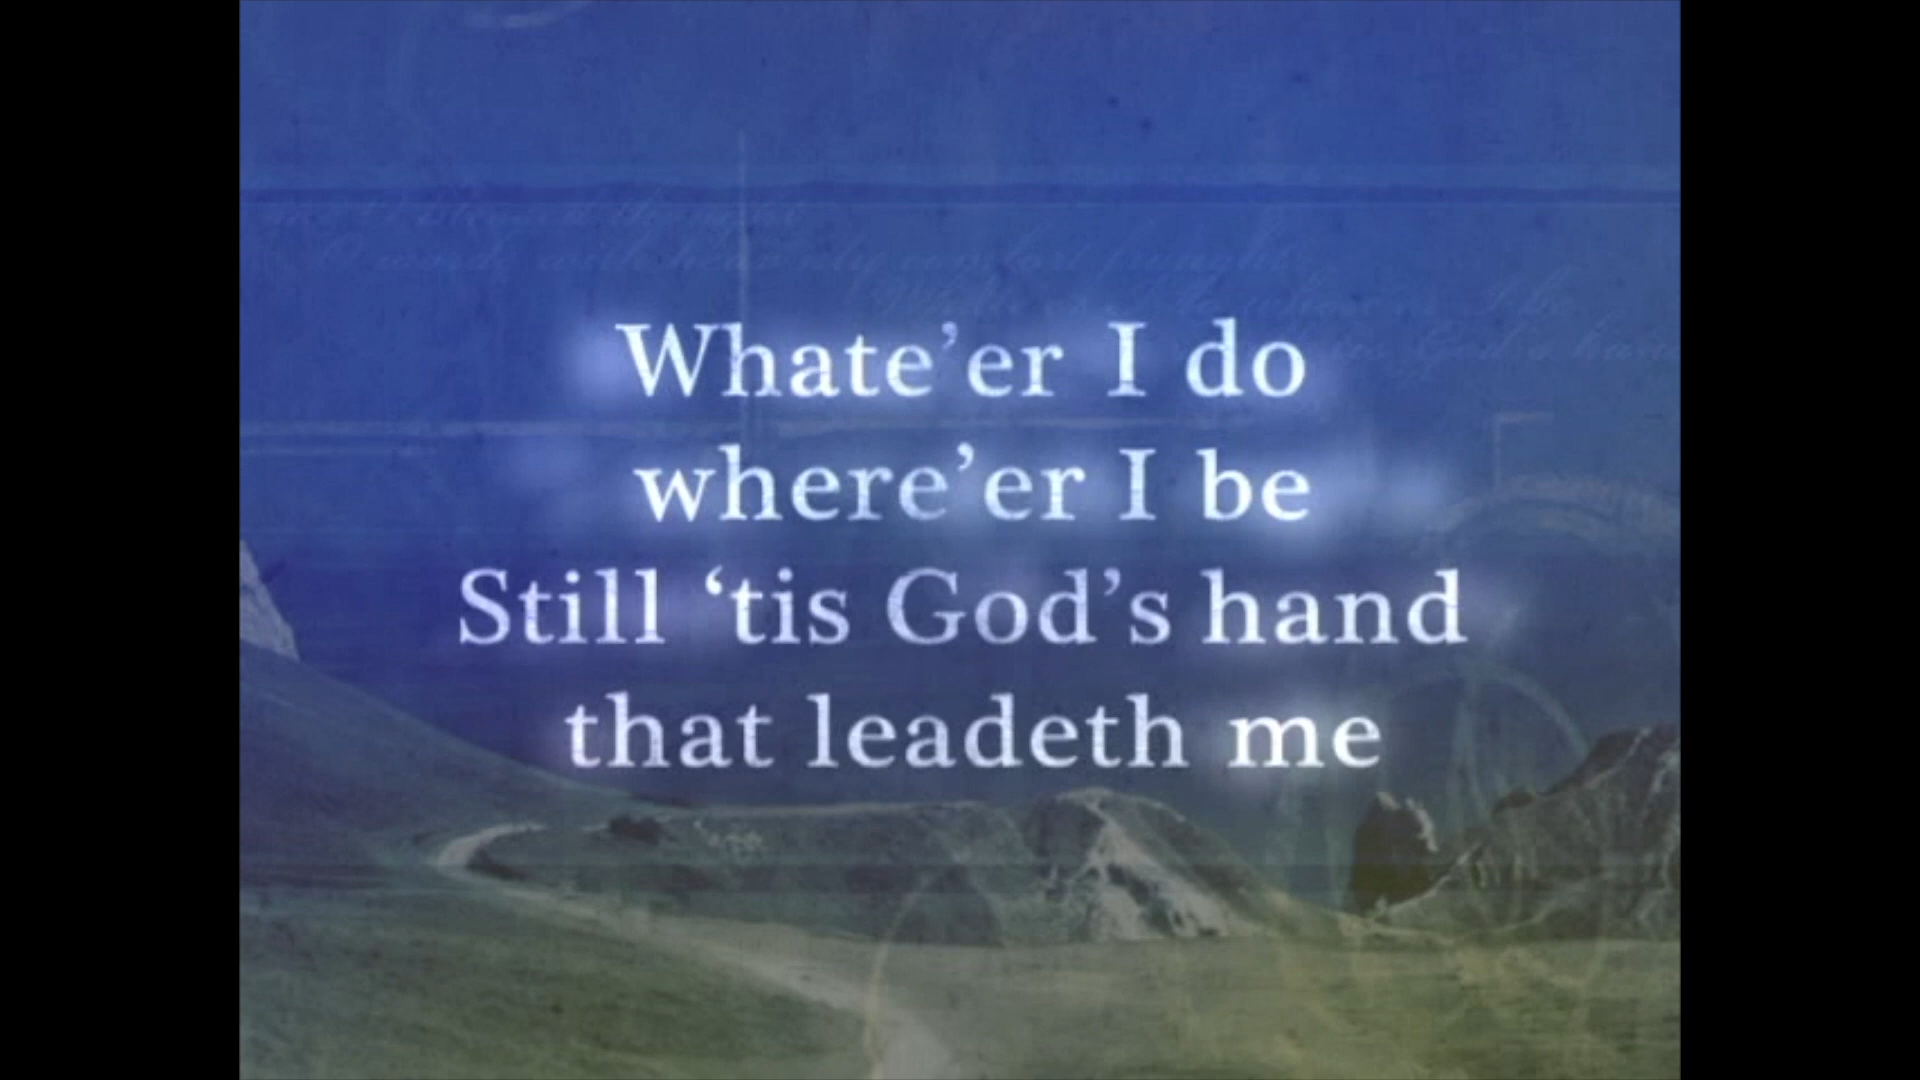 Whate’er I do
where’er I be
Still ‘tis God’s hand
that leadeth me